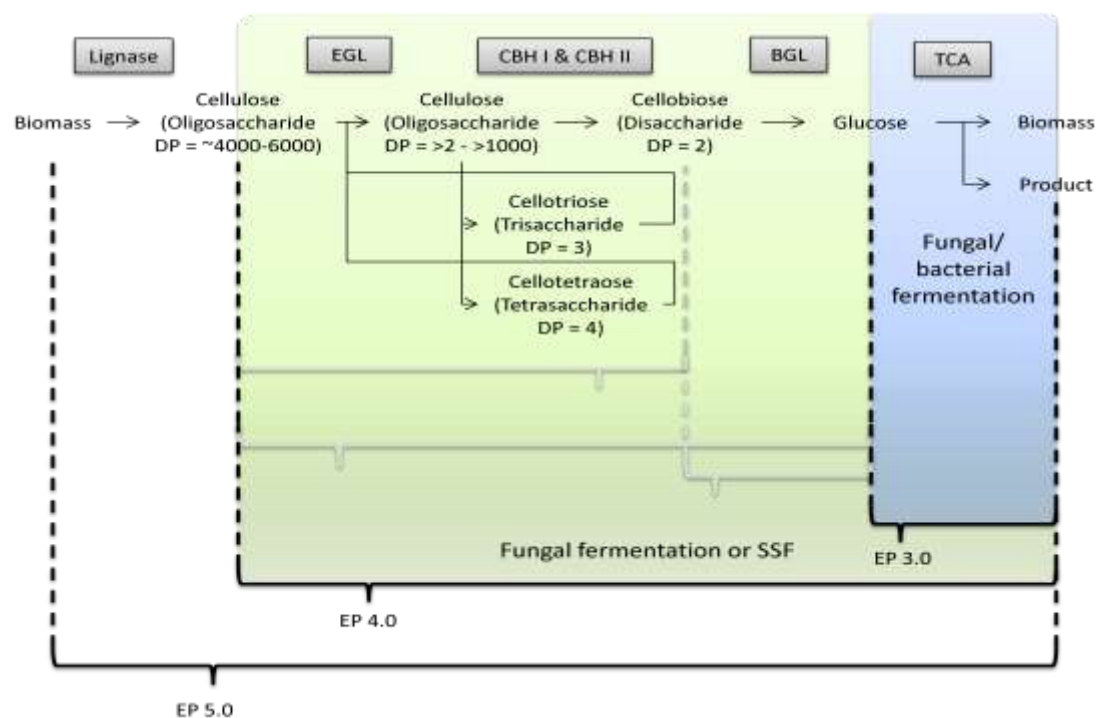 Lignase
EGL
CBH I & CBH II
BGL
TCA
Biomass
Cellulose
(Oligosaccharide
DP = ~4000-6000)
Cellulose
(Oligosaccharide
DP = >2 - >1000)
Cellobiose
(Disaccharide
DP = 2)
Glucose
Biomass
Product
Cellotriose
(Trisaccharide
DP = 3)
Cellotetraose
(Tetrasaccharide
DP = 4)
Fungal/
bacterial
fermentation
Fungal fermentation or SSF
EP 3.0
EP 4.0
EP 5.0